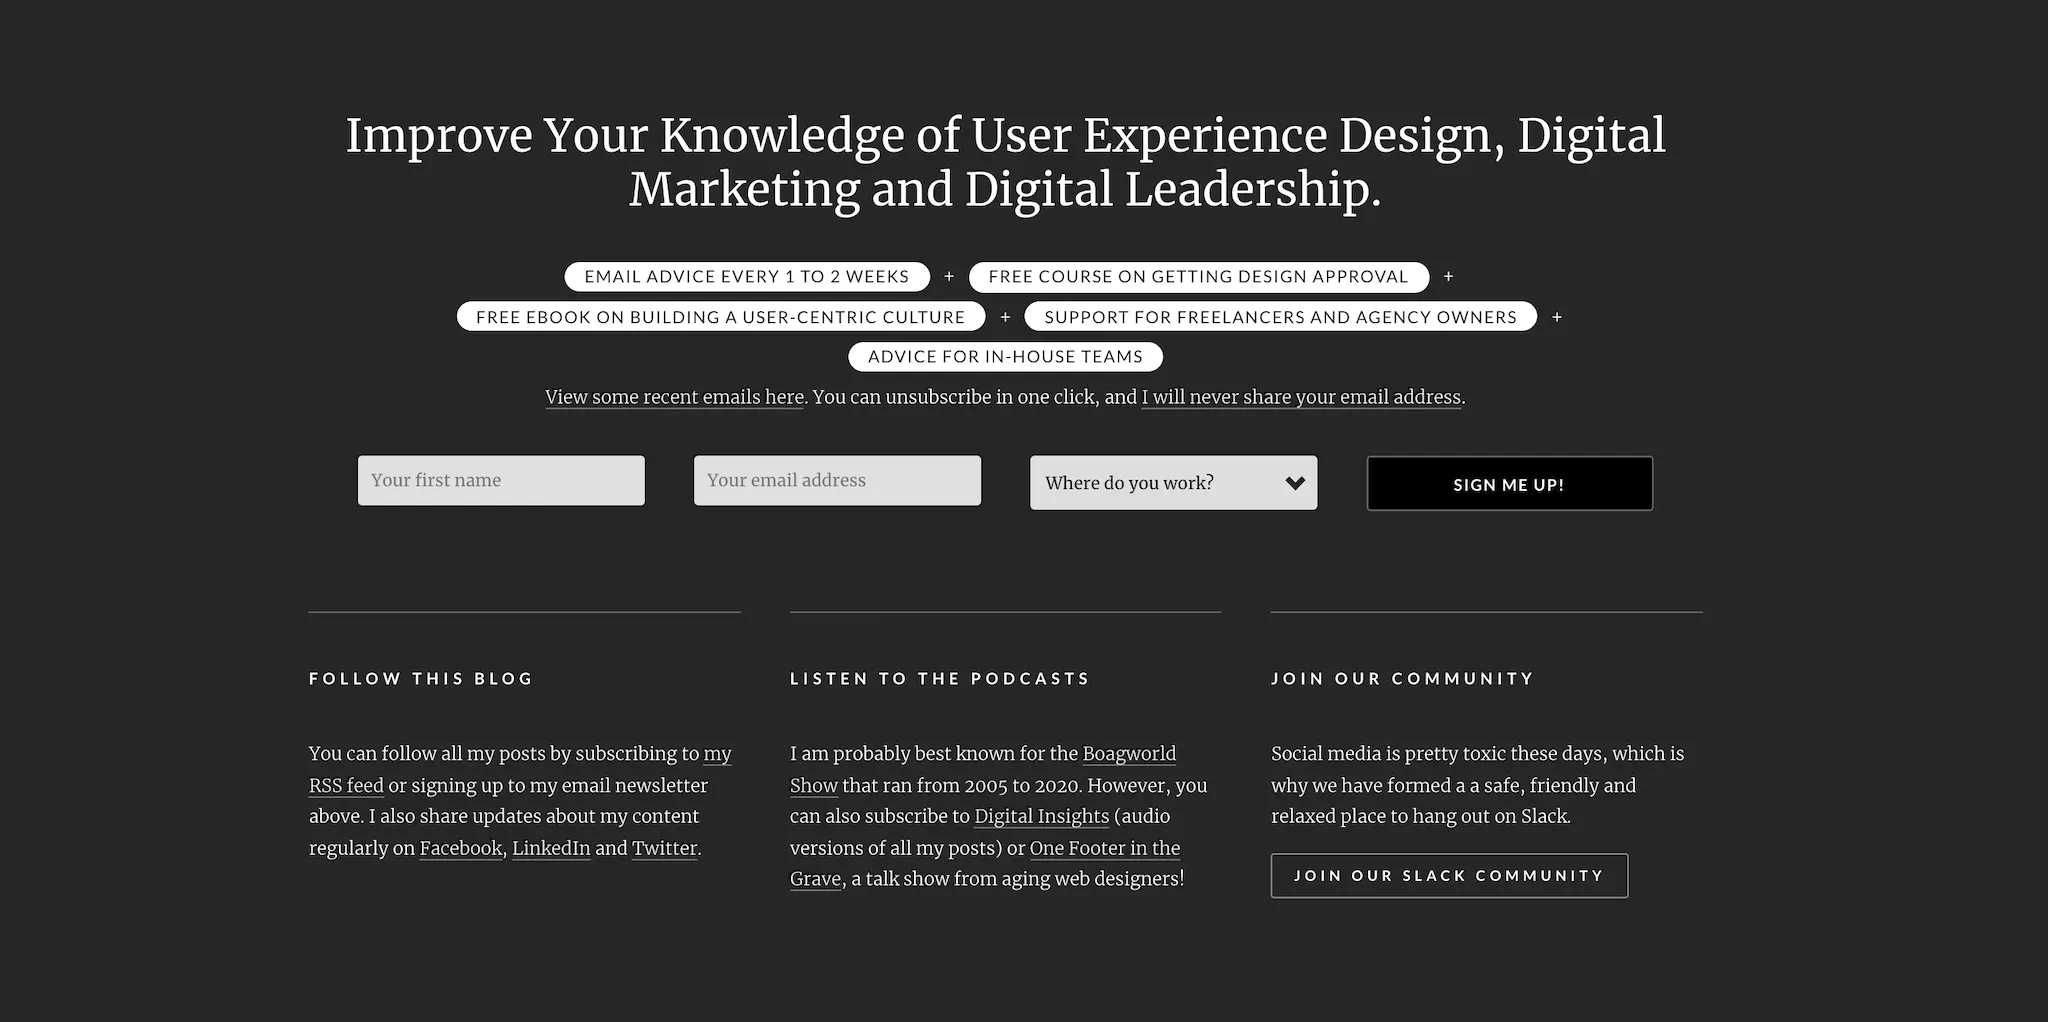 Improve Your Knowledge of User Experience Design, Digital
Marketing and Digital Leadership.
EMAIL ADVICE EVERY 1 TO 2 WEEKS + FREE COURSE ON GETTING DESIGN APPROVAL +
FREE EBOOK ON BUILDING A USER-CENTRIC CULTURE + SUPPORT FOR FREELANCERS AND AGENCY OWNERS +
ADVICE FOR IN-HOUSE TEAMS
View some recent emails here. You can unsubscribe in one click, and I will never share your email address.
Your first name
Your email address
Where do you work?
SIGN ME UP!
FOLLOW THIS BLOG
You can follow all my posts by subscribing to my
RSS feed or signing up to my email newsletter
above. I also share updates about my content
regularly on Facebook, LinkedIn and Twitter.
LISTEN TO THE PODCASTS
I am probably best known for the Boagworld
Show that ran from 2005 to 2020. However, you
can also subscribe to Digital Insights (audio
versions of all my posts) or One Footer in the
Grave, a talk show from aging web designers!
JOIN OUR COMMUNITY
Social media is pretty toxic these days, which is
why we have formed a a safe, friendly and
relaxed place to hang out on Slack.
JOIN OUR SLACK COMMUNITY